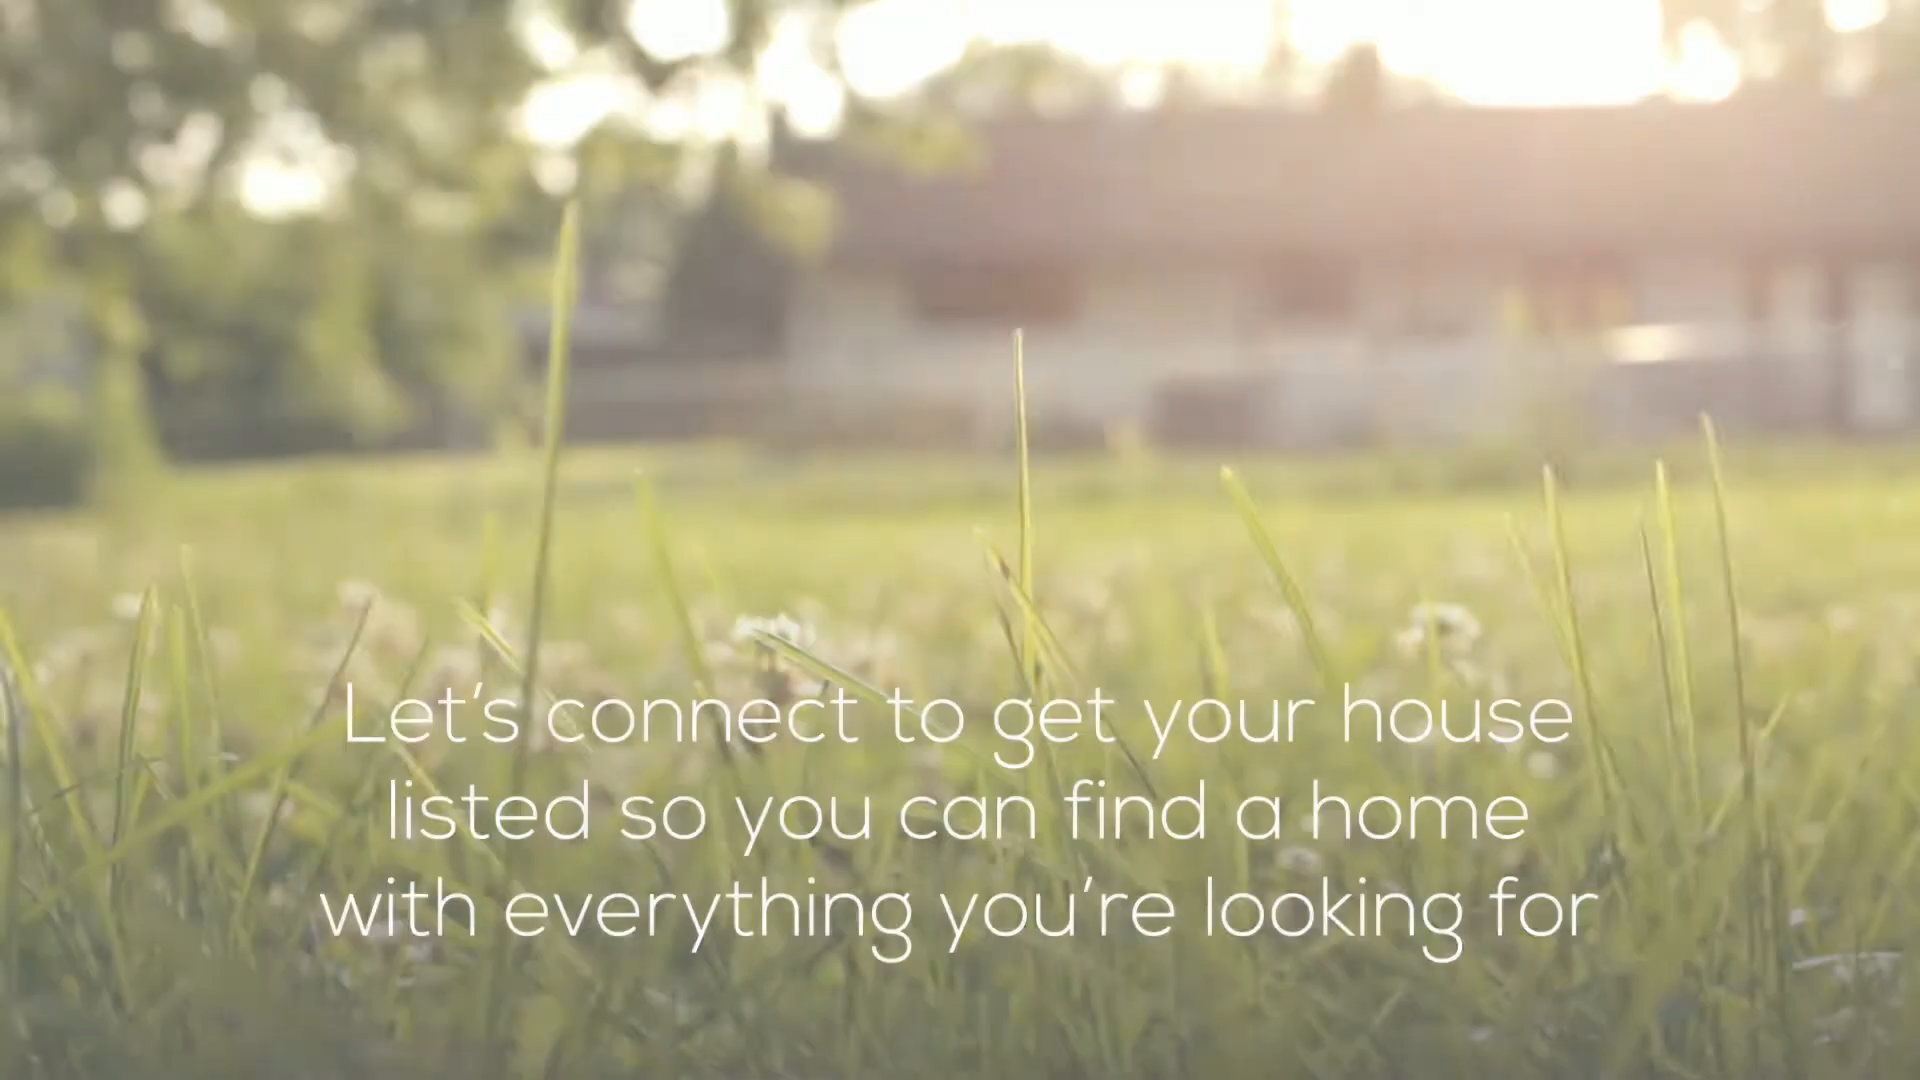 Let’s connect to get your house
listed so you can find a home
with everything you’re looking for